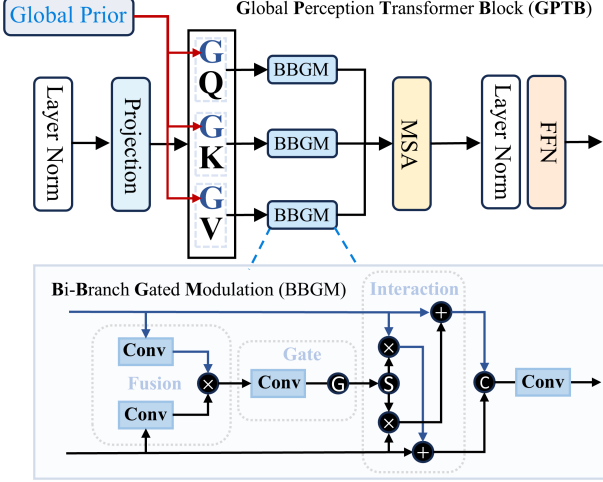 Global Prior
Global Perception Transformer Block (GPTB)
Layer Norm
Projection
G
Q
G
K
G
V
BBGM
BBGM
BBGM
MSA
Layer Norm
FFN
Bi-Branch Gated Modulation (BBGM)
Interaction
Conv
Fusion
Conv
×
Gate
Conv
G
×
S
×
+
+
C
Conv